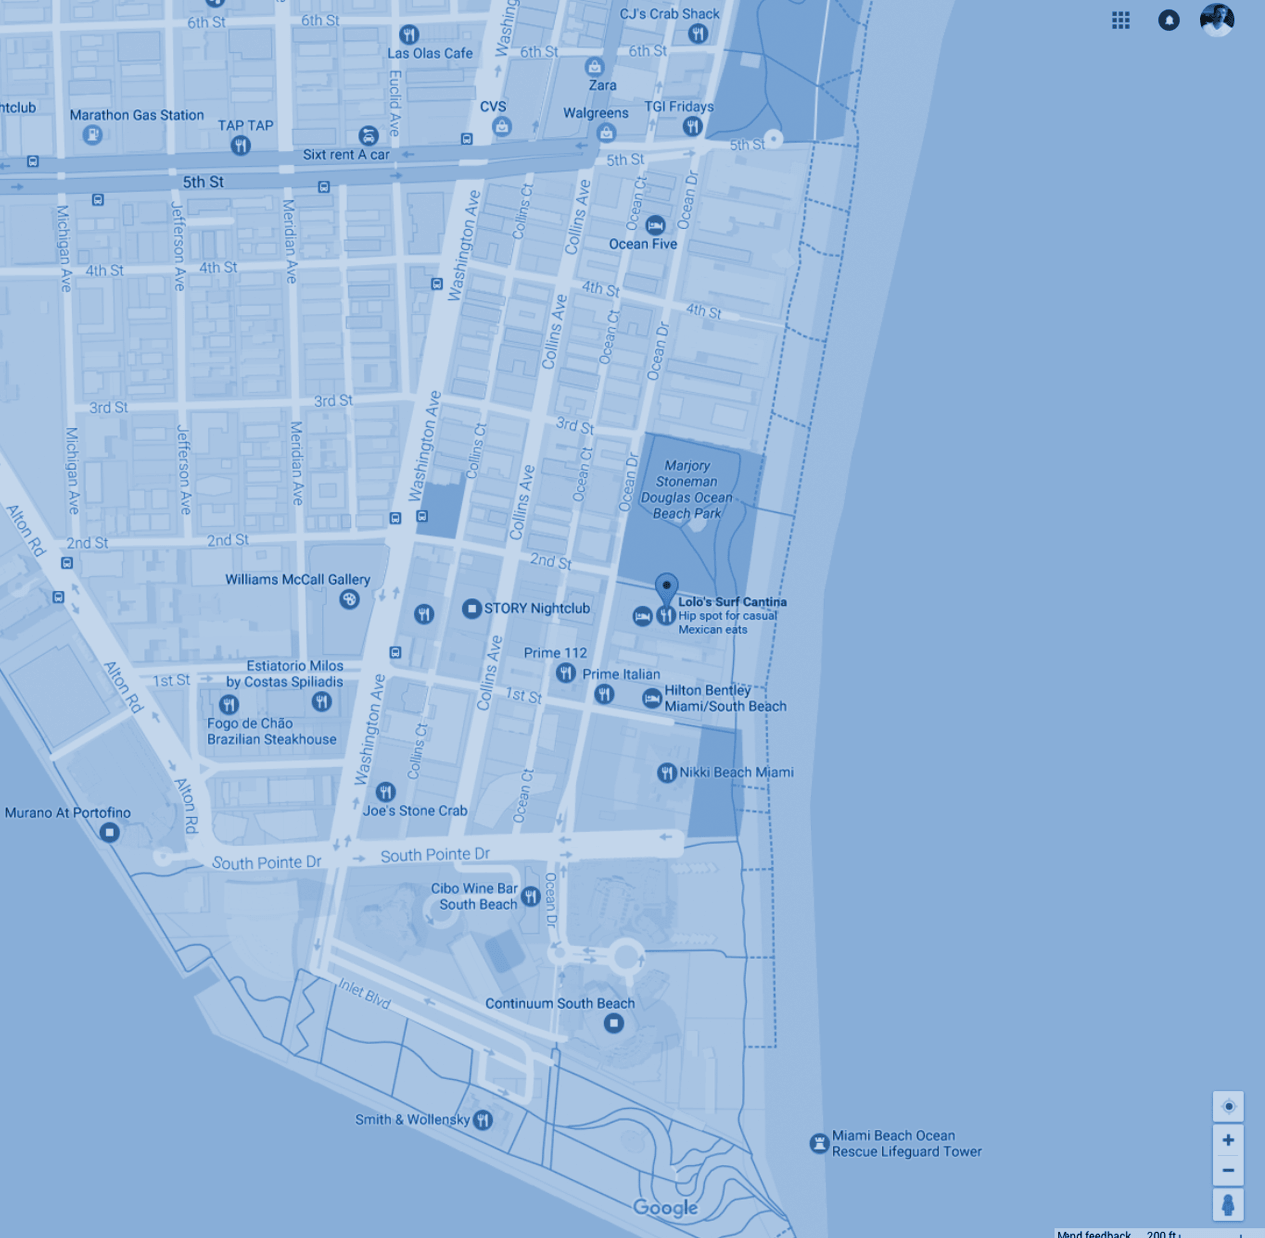 6th St
6th St
Las Olas Cafe
Washing
CJ's Crab Shack
6th St
6th St
Zara
Walgreens
TGI Fridays
CVS
Euclid Ave
htclub
Marathon Gas Station
TAP TAP
Sixt rent A car
5th St
5th St
5th St
Michigan Ave
Jefferson Ave
Meridian Ave
Washington Ave
Collins Ct
Collins Ave
Ocean Ct
Ocean Dr
Ocean Five
4th St
4th St
4th St
4th St
Collins Ave
Ocean Ct
Ocean Dr
3rd St
3rd St
3rd St
Michigan Ave
Jefferson Ave
Meridian Ave
Washington Ave
Collins Ct
Collins Ave
Ocean Ct
Ocean Dr
Marjory
Stoneman
Douglas Ocean
Beach Park
Alton Rd
2nd St
2nd St
2nd St
Williams McCall Gallery
STORY Nightclub
Lolo's Surf Cantina
Hip spot for casual
Mexican eats
Prime 112
Prime Italian
Hilton Bentley
Miami/South Beach
Estiatorio Milos
by Costas Spiliadis
1st St
1st St
Alton Rd
Fogo de Chão
Brazilian Steakhouse
Washington Ave
Collins Ct
Collins Ave
Ocean Ct
Nikki Beach Miami
Joe's Stone Crab
Murano At Portofino
Alton Rd
South Pointe Dr
South Pointe Dr
Cibo Wine Bar
South Beach
Ocean Dr
Inlet Blvd
Continuum South Beach
Smith & Wollensky
Miami Beach Ocean
Rescue Lifeguard Tower
Google
feedback 200 ft